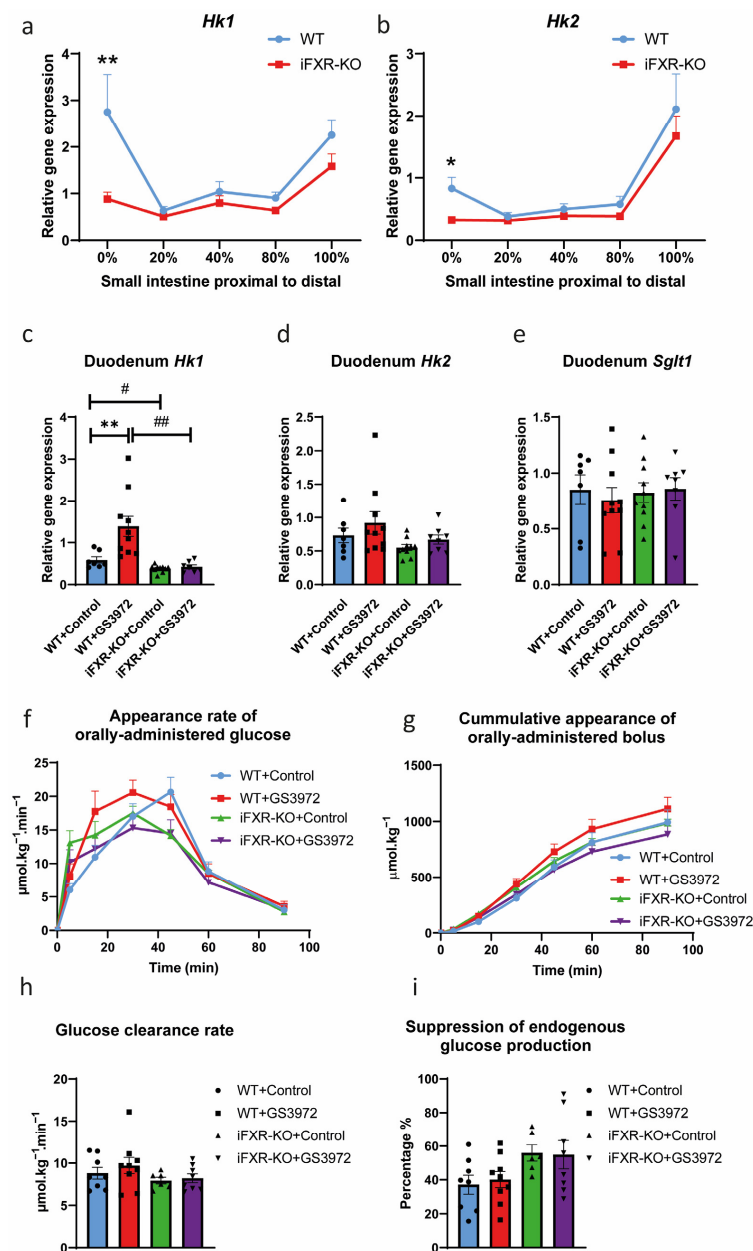 a
Hk1
WT
iFXR-KO
**
Relative gene expression
4
3
2
1
0
0% 20% 40% 80% 100%
Small intestine proximal to distal
b
Hk2
WT
iFXR-KO
*
Relative gene expression
3
2
1
0
0% 20% 40% 80% 100%
Small intestine proximal to distal
c
Duodenum Hk1
#
** ##
Relative gene expression
4
3
2
1
0
WT+Control
WT+GS3972
iFXR-KO+Control
iFXR-KO+GS3972
d
Duodenum Hk2
Relative gene expression
2.5
2.0
1.5
1.0
0.5
0.0
WT+Control
WT+GS3972
iFXR-KO+Control
iFXR-KO+GS3972
e
Duodenum Sglt1
Relative gene expression
1.5
1.0
0.5
0.0
WT+Control
WT+GS3972
iFXR-KO+Control
iFXR-KO+GS3972
f
Appearance rate of
orally-administered glucose
WT+Control
WT+GS3972
iFXR-KO+Control
iFXR-KO+GS3972
μmol.kg⁻¹.min⁻¹
25
20
15
10
5
0
0 20 40 60 80 100
Time (min)
g
Cummulative appearance of
orally-administered bolus
WT+Control
WT+GS3972
iFXR-KO+Control
iFXR-KO+GS3972
μmol.kg⁻¹
1500
1000
500
0
0 20 40 60 80 100
Time (min)
h
Glucose clearance rate
WT+Control
WT+GS3972
iFXR-KO+Control
iFXR-KO+GS3972
μmol.kg⁻¹.min⁻¹
20
15
10
5
0
i
Suppression of endogenous
glucose production
WT+Control
WT+GS3972
iFXR-KO+Control
iFXR-KO+GS3972
Percentage %
100
80
60
40
20
0